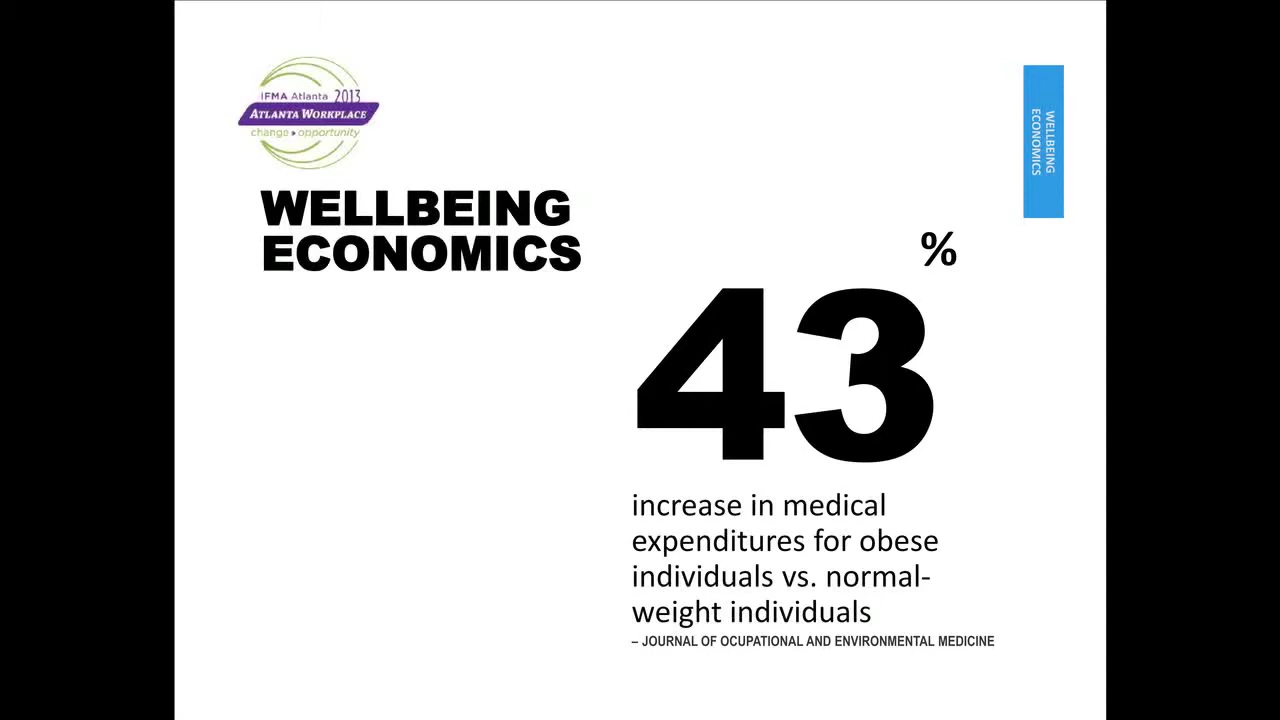 IFMA Atlanta 2013
ATLANTA WORKPLACE
change ▸ opportunity
WELLBEING
ECONOMICS
WELLBEING
ECONOMICS
%
43
increase in medical
expenditures for obese
individuals vs. normal-
weight individuals
– JOURNAL OF OCUPATIONAL AND ENVIRONMENTAL MEDICINE